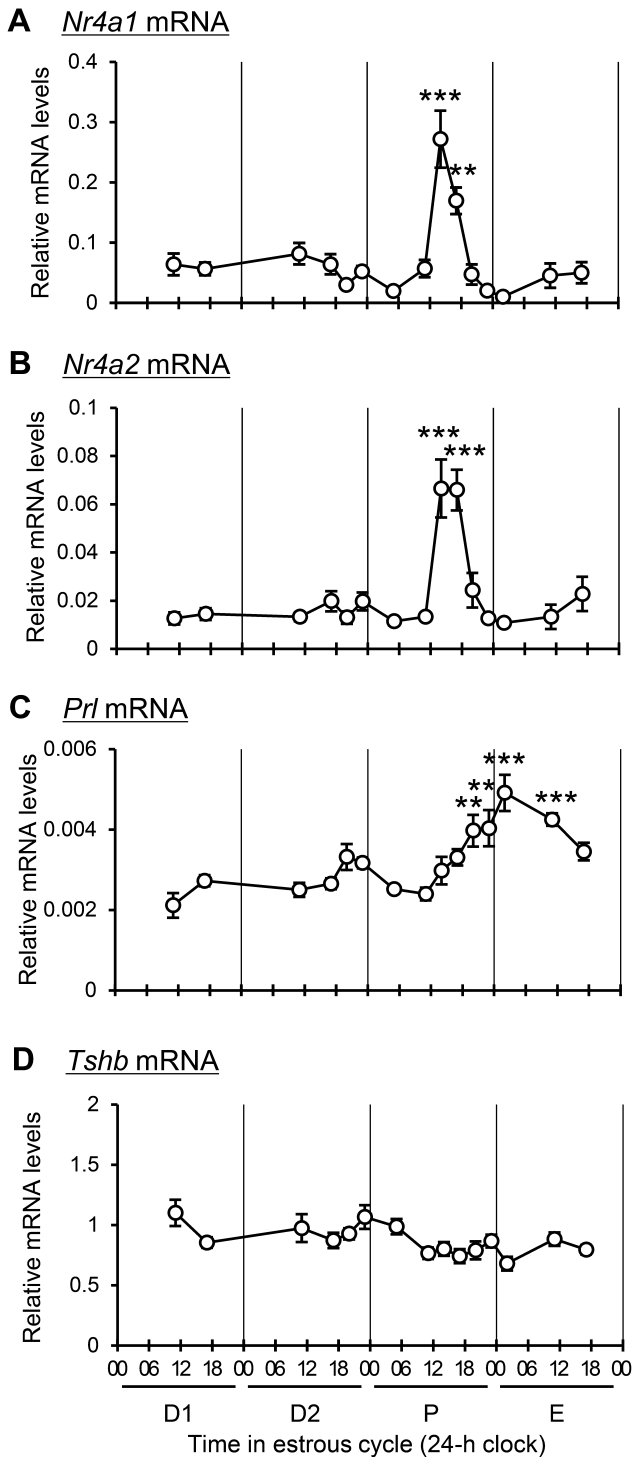 A Nr4a1 mRNA
Relative mRNA levels
0.4
0.3
0.2
0.1
0
***
**
B Nr4a2 mRNA
Relative mRNA levels
0.1
0.08
0.06
0.04
0.02
0
***
***
C Prl mRNA
Relative mRNA levels
0.006
0.004
0.002
0
**
**
***
***
D Tshb mRNA
Relative mRNA levels
2
1.5
1
0.5
0
00 06 12 18 00 06 12 18 00 06 12 18 00 06 12 18 00
D1 D2 P E
Time in estrous cycle (24-h clock)